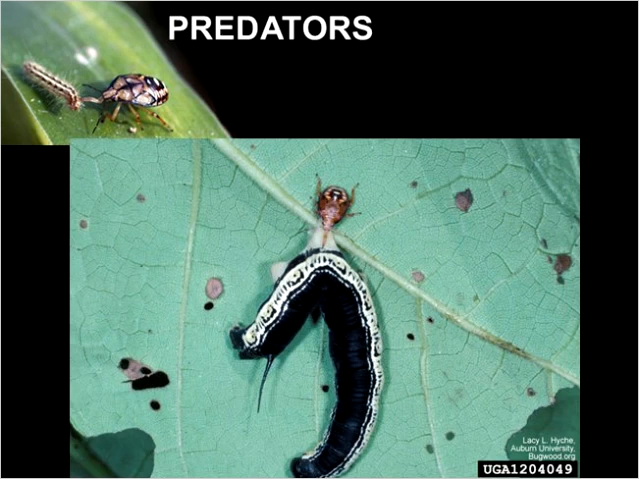 PREDATORS
Lacy L. Hyche,
Auburn University,
Bugwood.org
UGA1204049